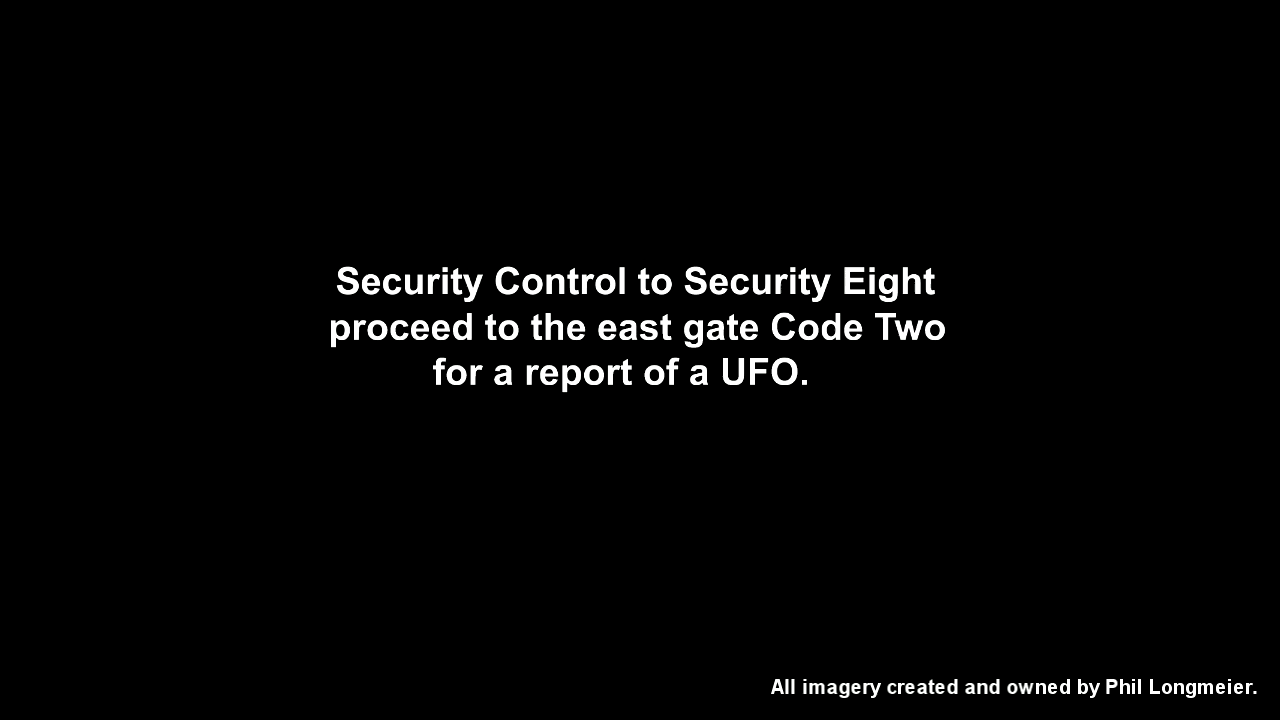 Security Control to Security Eight
proceed to the east gate Code Two
for a report of a UFO.
All imagery created and owned by Phil Longmeier.